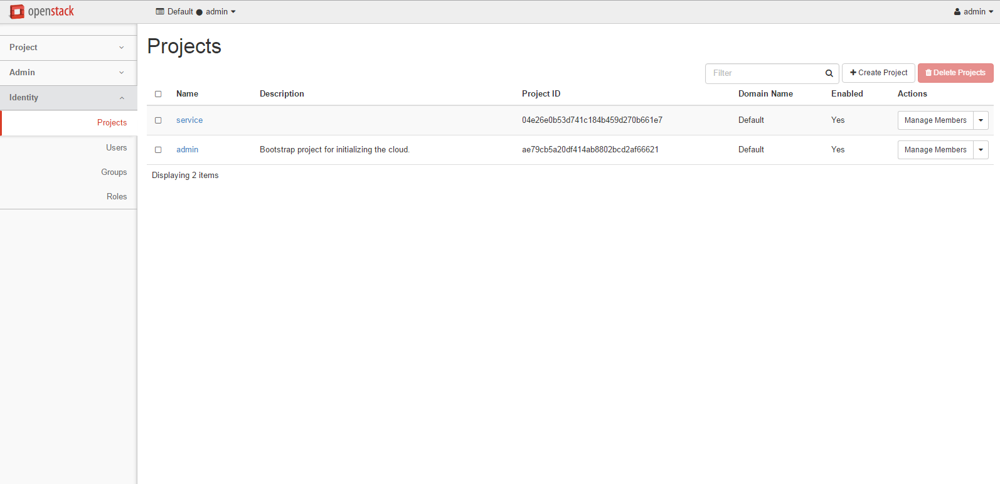 openstack
Default ● admin
admin
Project
Admin
Identity
Projects
Users
Groups
Roles
Projects
Filter
Create Project
Delete Projects
Name Description Project ID Domain Name Enabled Actions
service 04e26e0b53d741c184b459d270b661e7 Default Yes Manage Members
admin Bootstrap project for initializing the cloud. ae79cb5a20df414ab8802bcd2af66621 Default Yes Manage Members
Displaying 2 items